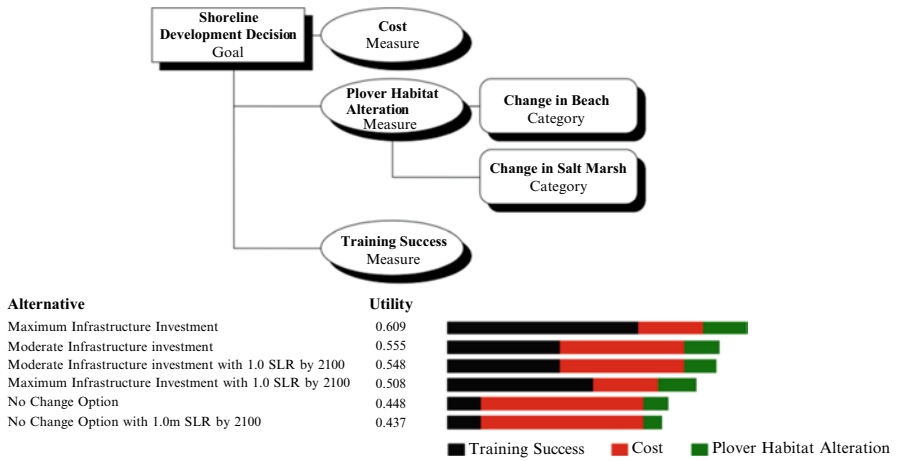 Shoreline
Development Decision
Goal
Cost
Measure
Plover Habitat
Alteration
Measure
Change in Beach
Category
Change in Salt Marsh
Category
Training Success
Measure
Alternative Utility
Maximum Infrastructure Investment 0.609
Moderate Infrastructure investment 0.555
Moderate Infrastructure investment with 1.0 SLR by 2100 0.548
Maximum Infrastructure Investment with 1.0 SLR by 2100 0.508
No Change Option 0.448
No Change Option with 1.0m SLR by 2100 0.437
Training Success Cost Plover Habitat Alteration